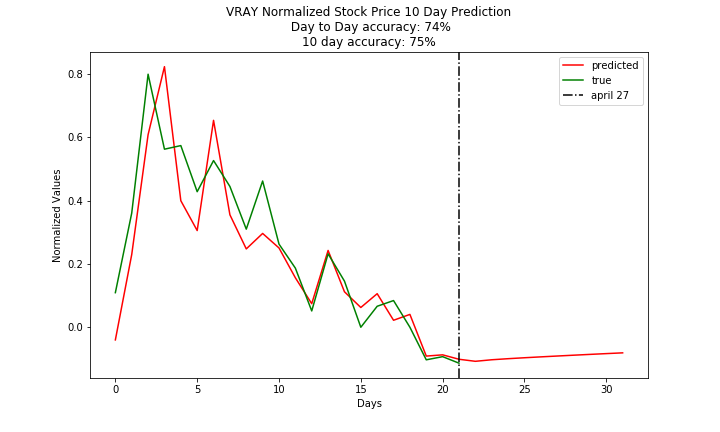 VRAY Normalized Stock Price 10 Day Prediction
Day to Day accuracy: 74%
10 day accuracy: 75%
predicted
true
april 27
Normalized Values
0.8
0.6
0.4
0.2
0.0
0 5 10 15 20 25 30
Days